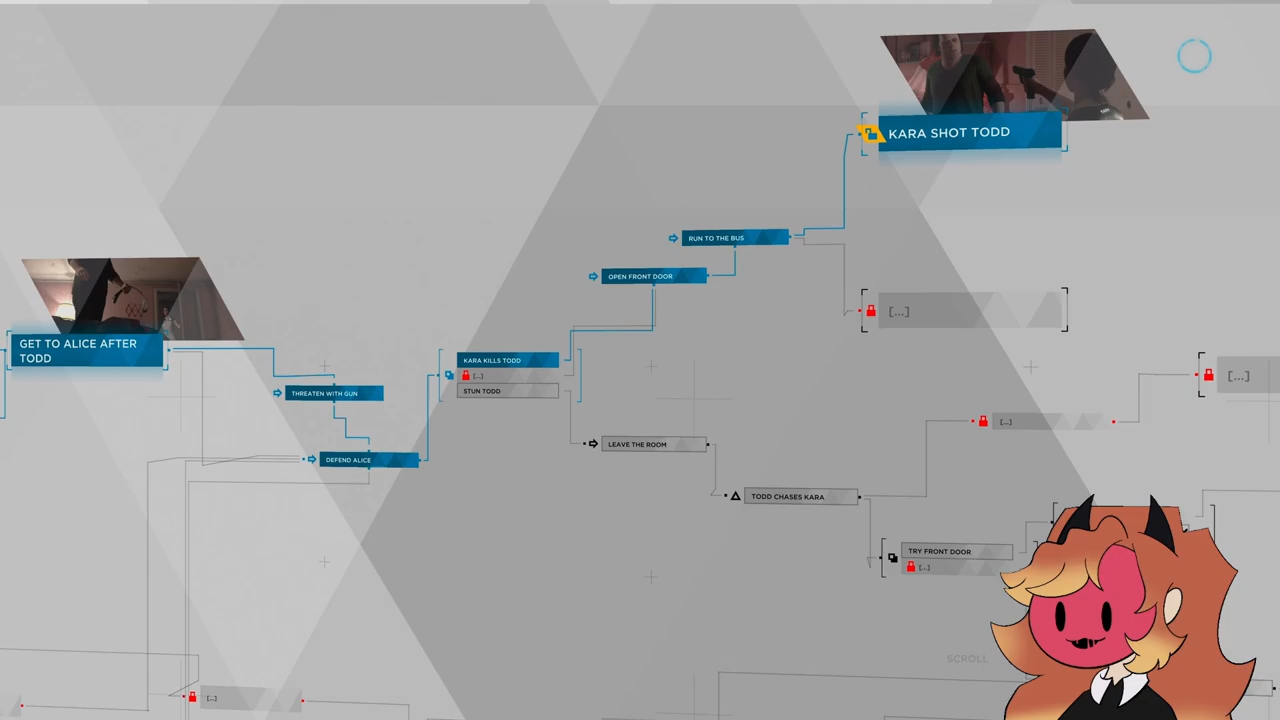 KARA SHOT TODD
RUN TO THE BUS
OPEN FRONT DOOR
[...]
GET TO ALICE AFTER
TODD
KARA KILLS TODD
[...]
STUN TODD
[...]
THREATEN WITH GUN
[...]
LEAVE THE ROOM
DEFEND ALICE
TODD CHASES KARA
TRY FRONT DOOR
[...]
SCROLL
[...]